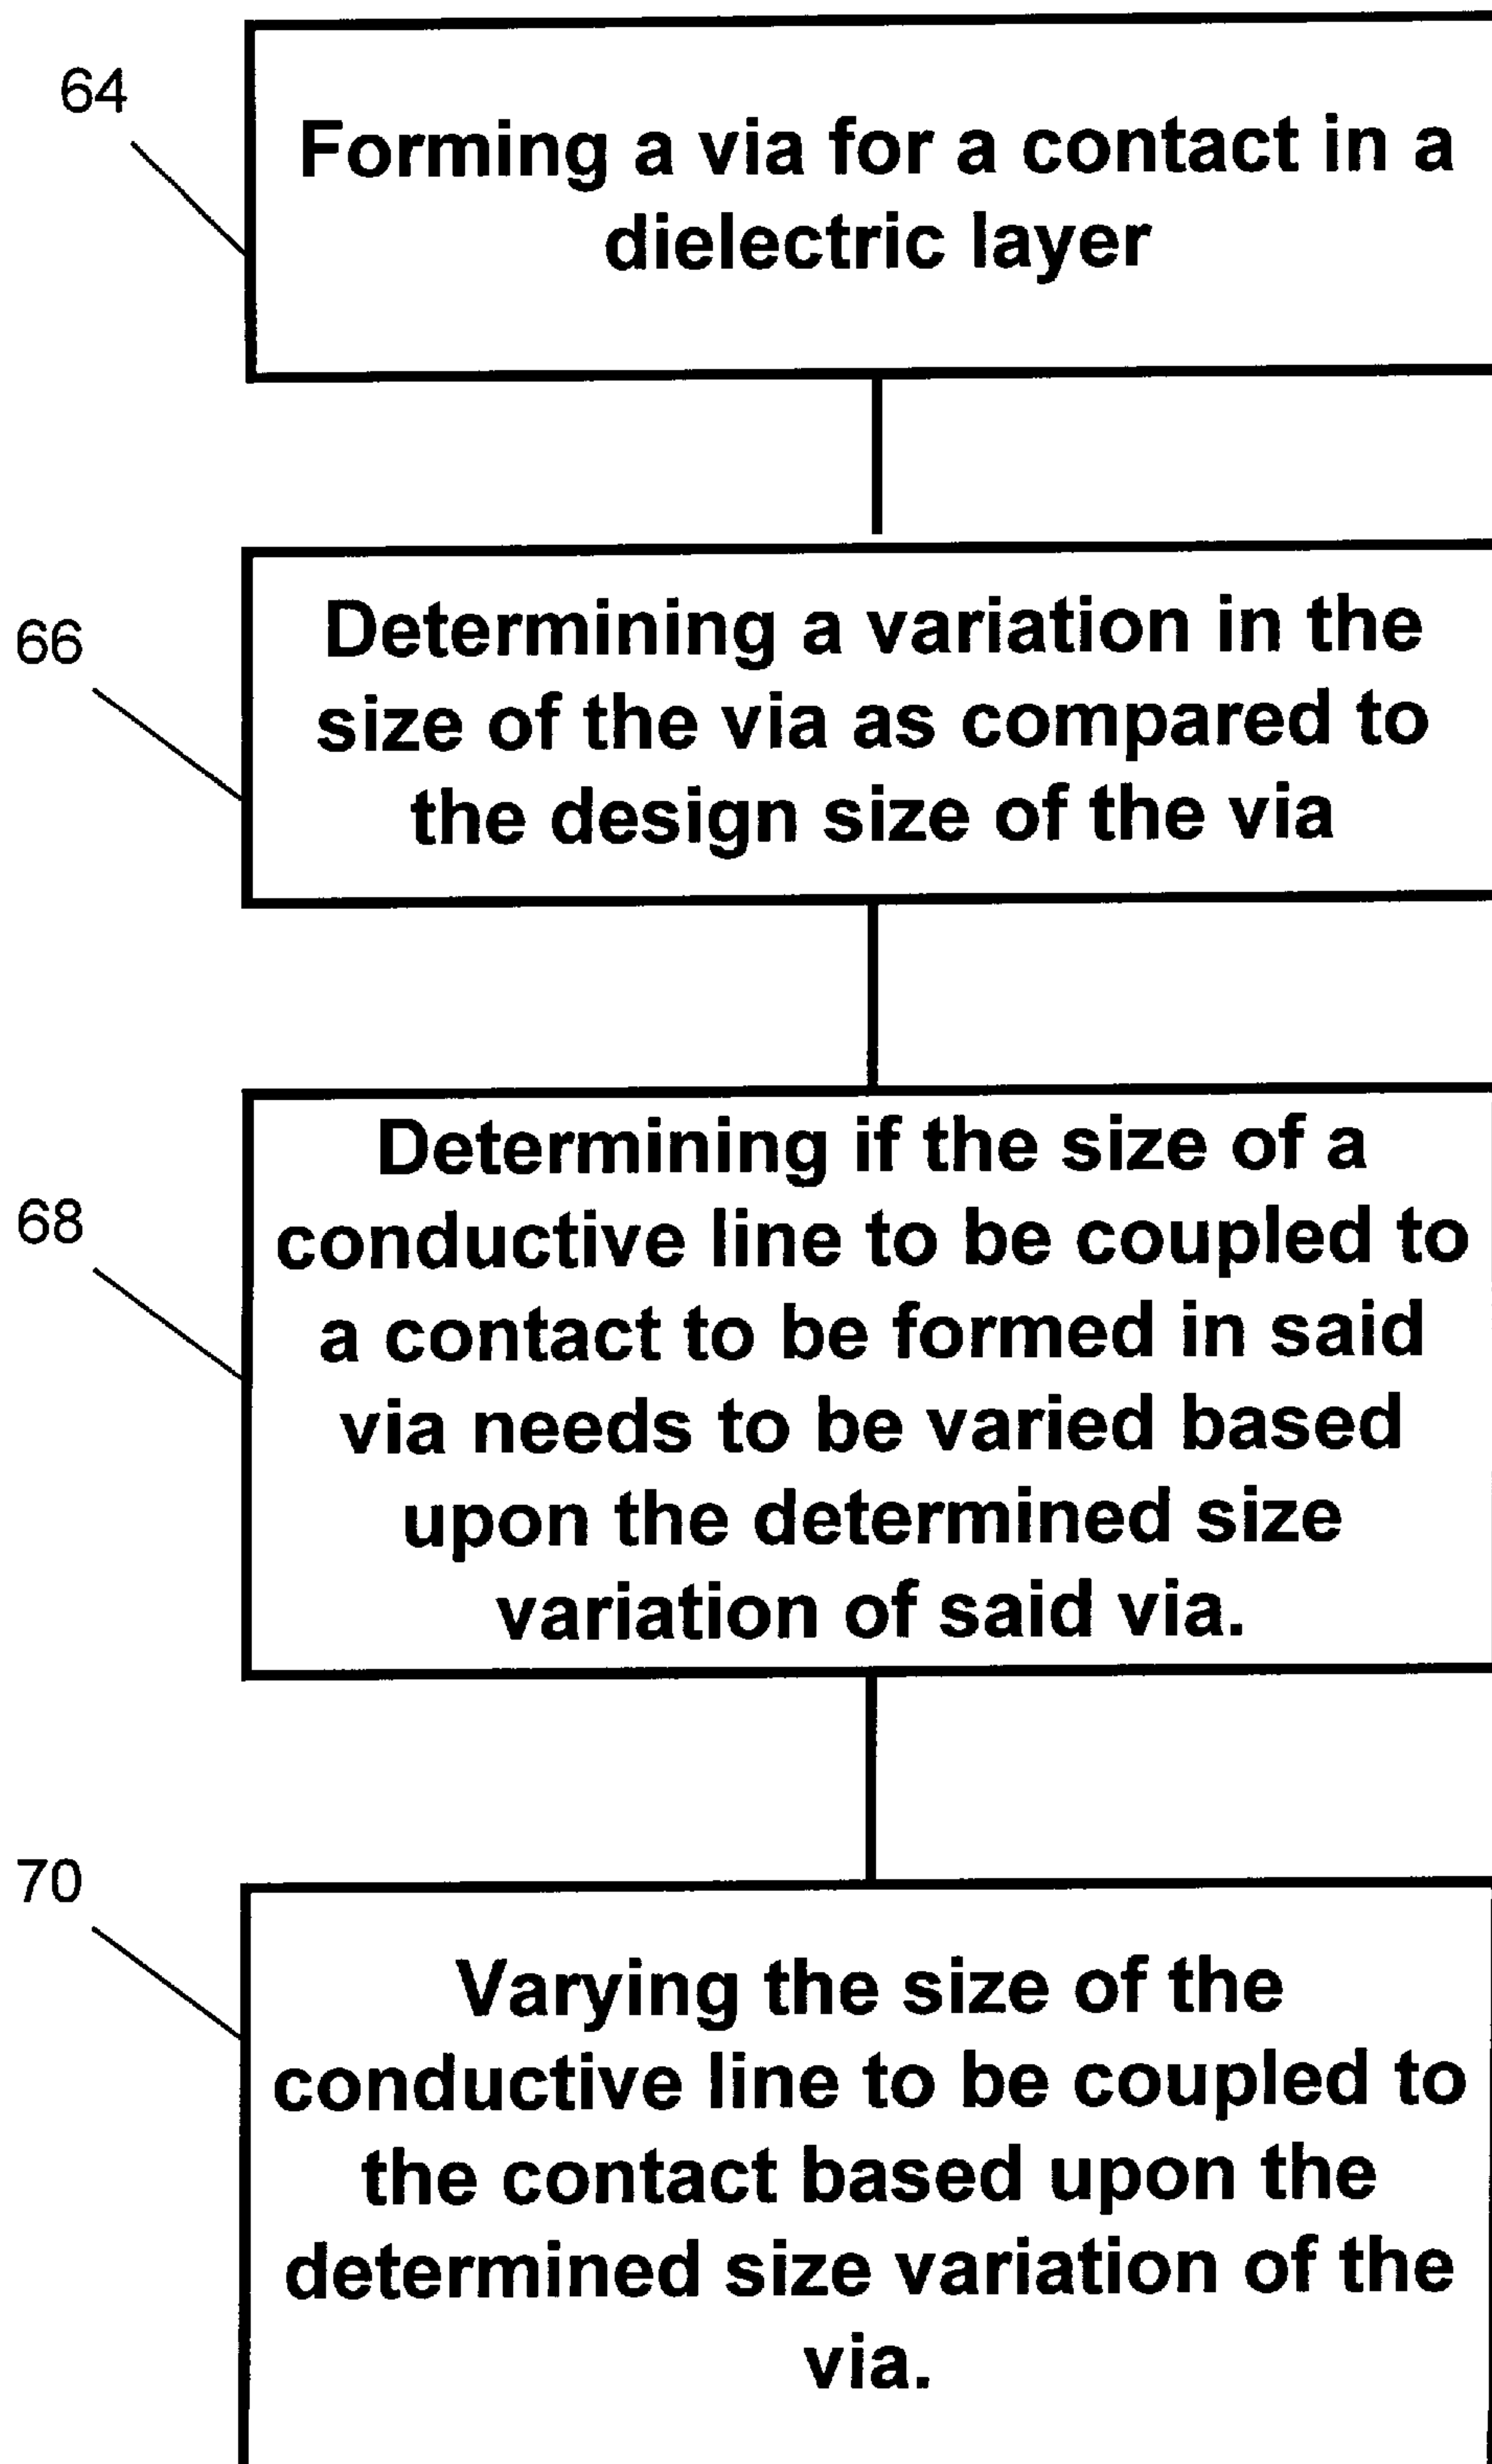 64
Forming a via for a contact in a
dielectric layer
66
Determining a variation in the
size of the via as compared to
the design size of the via
68
Determining if the size of a
conductive line to be coupled to
a contact to be formed in said
via needs to be varied based
upon the determined size
variation of said via.
70
Varying the size of the
conductive line to be coupled to
the contact based upon the
determined size variation of the
via.